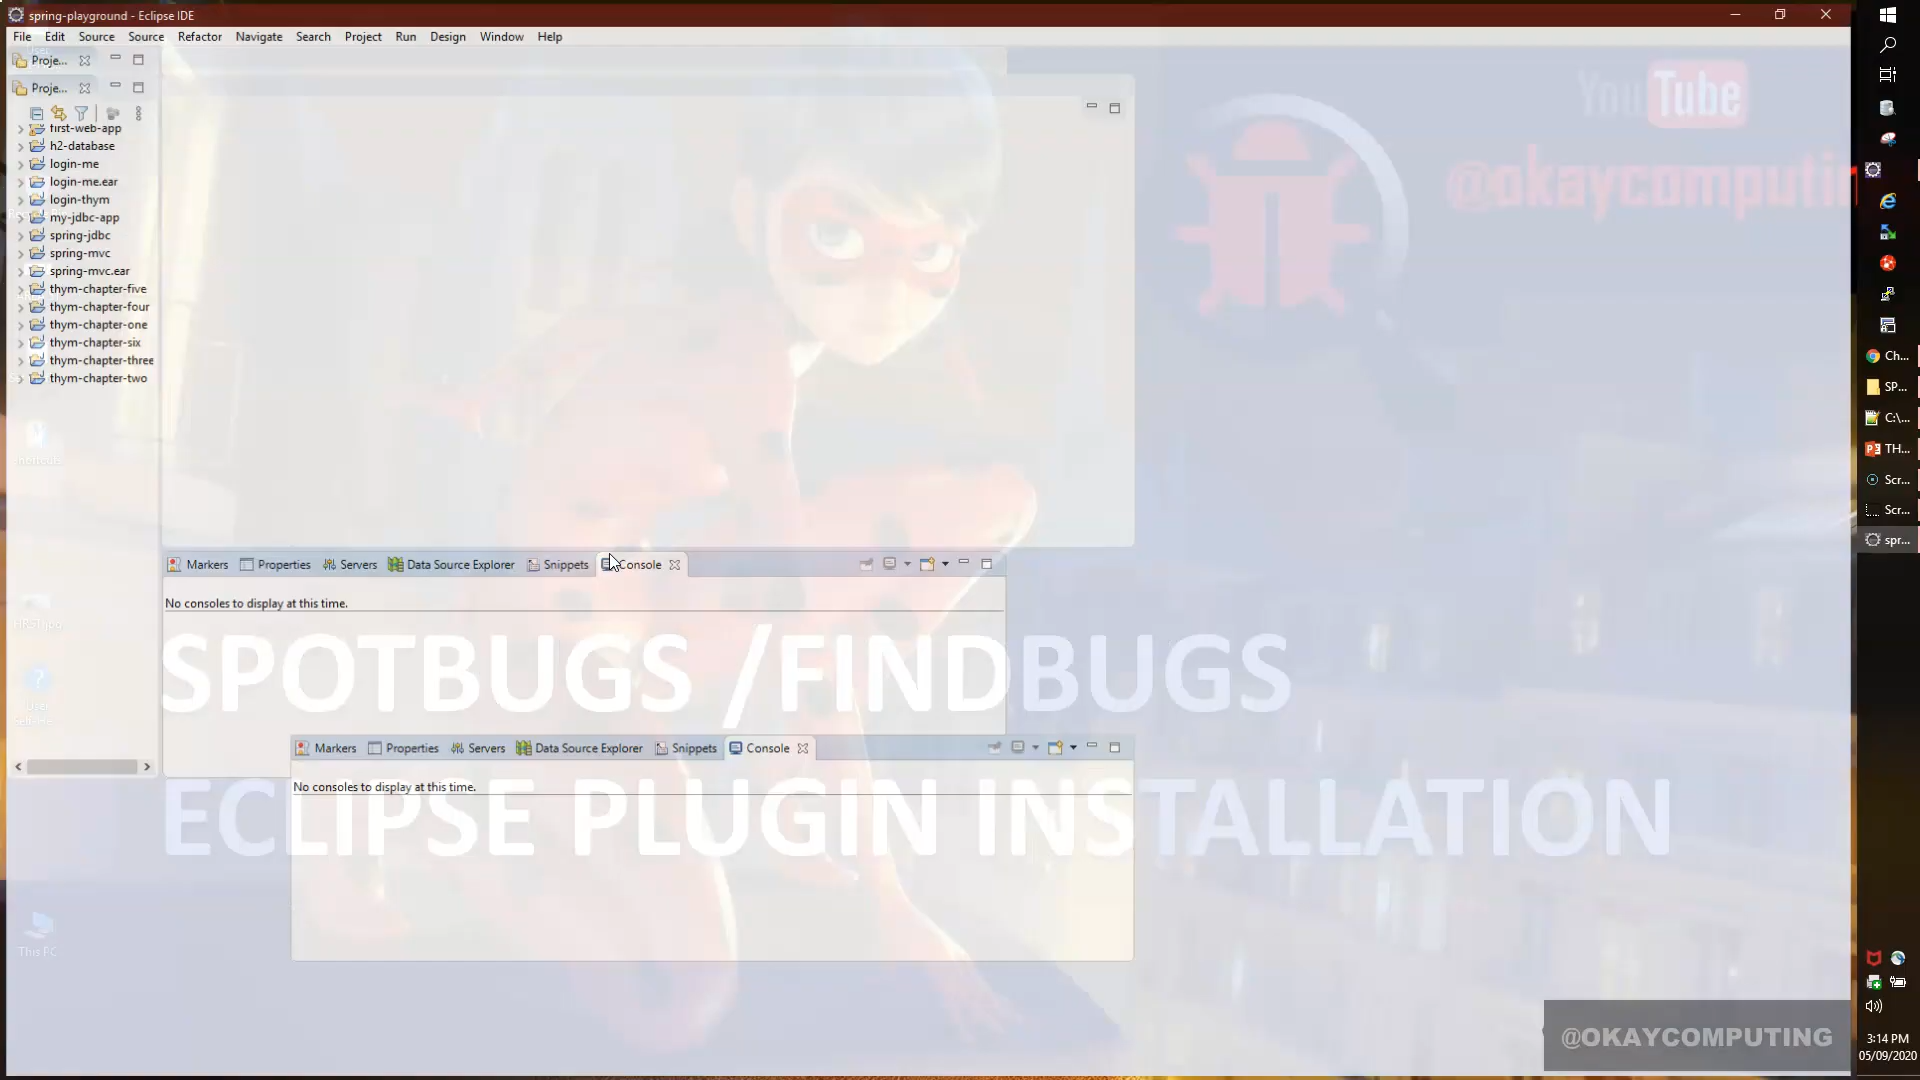 spring-playground - Eclipse IDE
File Edit Source Source Refactor Navigate Search Project Run Design Window Help
Proje...
Proje...
first-web-app
h2-database
login-me
login-me.ear
login-thym
my-jdbc-app
spring-jdbc
spring-mvc
spring-mvc.ear
thym-chapter-five
thym-chapter-four
thym-chapter-one
thym-chapter-six
thym-chapter-three
thym-chapter-two
YouTube
@okaycomputin
Markers Properties Servers Data Source Explorer Snippets Console
No consoles to display at this time.
SPOTBUGS /FINDBUGS
Markers Properties Servers Data Source Explorer Snippets Console
No consoles to display at this time.
ECLIPSE PLUGIN INSTALLATION
This PC
@OKAYCOMPUTING
Ch...
SP...
C:\...
TH...
Scr...
Scr...
spr...
3:14 PM
05/09/2020